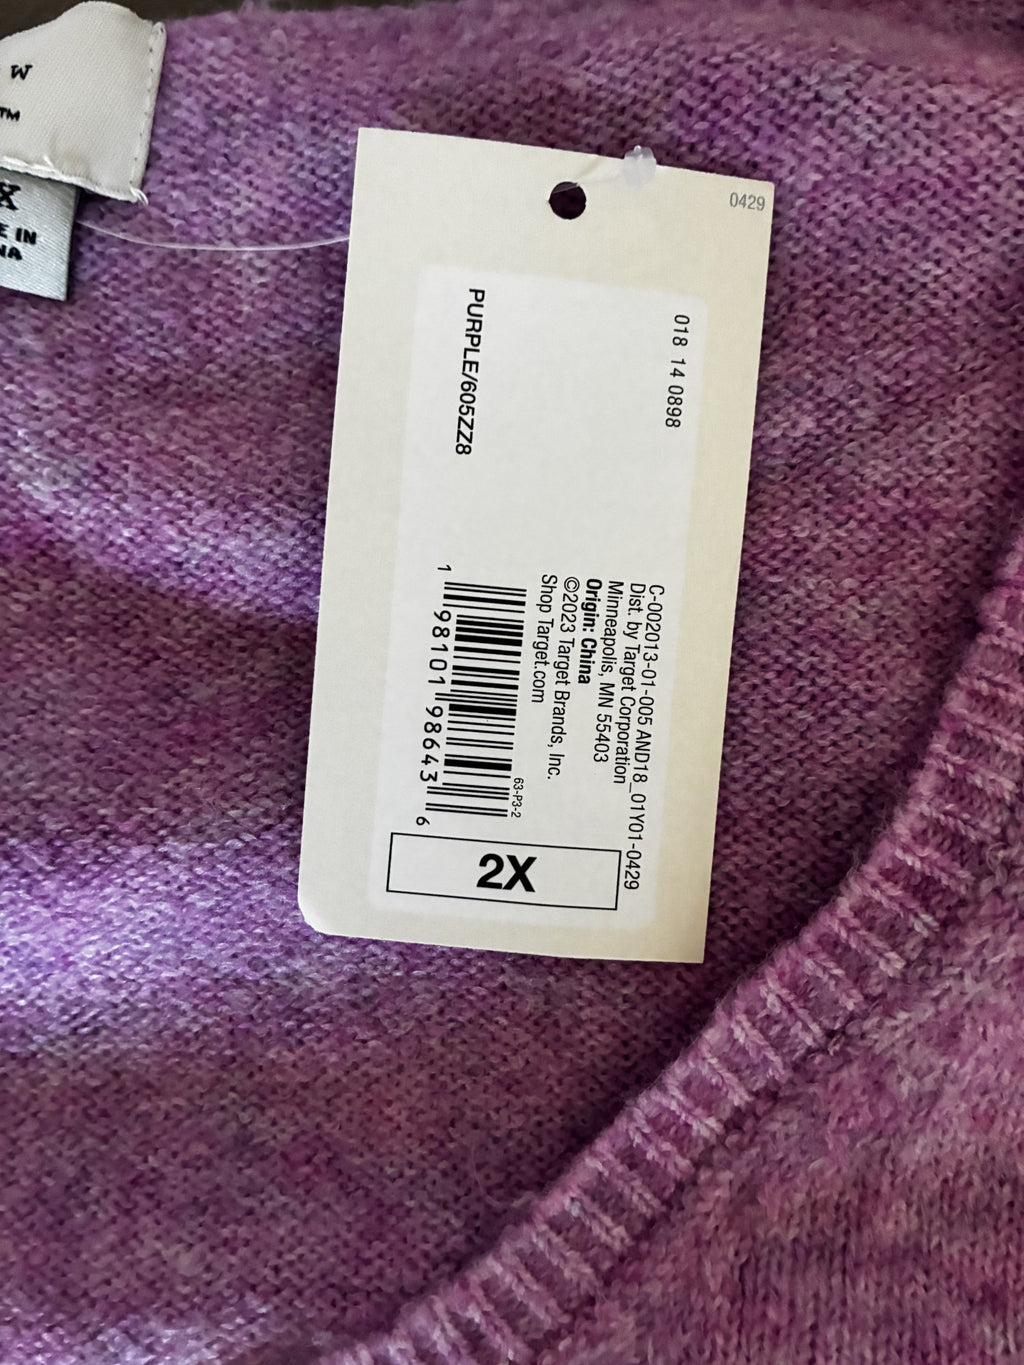 W
TM
X
E IN
NA
0429
018 14 0898
PURPLE/605ZZ8
C-002013-01-005 AND18_01Y01-0429
Dist. by Target Corporation
Minneapolis, MN 55403
Origin: China
©2023 Target Brands, Inc.
Shop Target.com
63-P3-2
1 98101 98643 6
2X